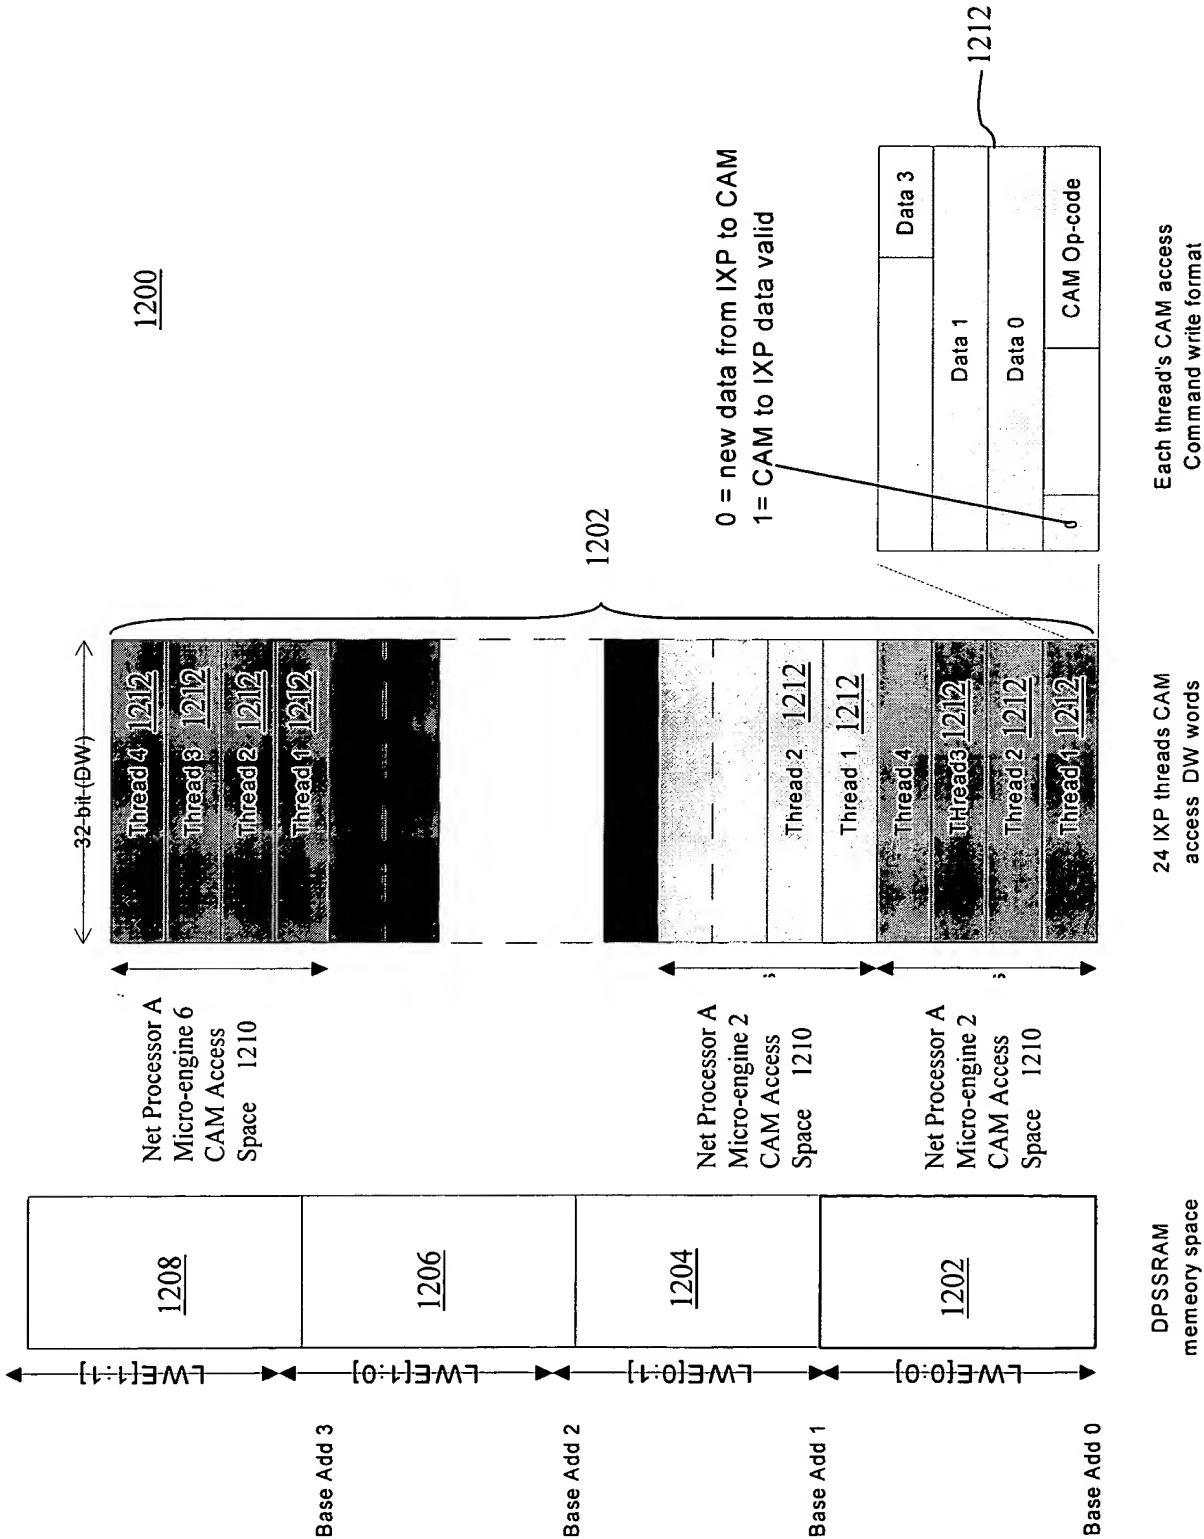 1200
32-bit (DW)
Thread 4 1212
Thread 3 1212
Thread 2 1212
Thread 1 1212
Thread 2 1212
Thread 1 1212
Thread 4
THread3 1212
Thread 2 1212
Thread 1 1212
1202
24 IXP threads CAM
access DW words
0 = new data from IXP to CAM
1= CAM to IXP data valid
Data 3
Data 1
Data 0
CAM Op-code
0
1212
Each thread's CAM access
Command write format
Net Processor A
Micro-engine 6
CAM Access
Space 1210
Net Processor A
Micro-engine 2
CAM Access
Space 1210
Net Processor A
Micro-engine 2
CAM Access
Space 1210
1208
1206
1204
1202
LW-E[1:1]
LW-E[1:0]
LW-E[0:1]
LW-E[0:0]
Base Add 3
Base Add 2
Base Add 1
Base Add 0
DPSSRAM
memeory space